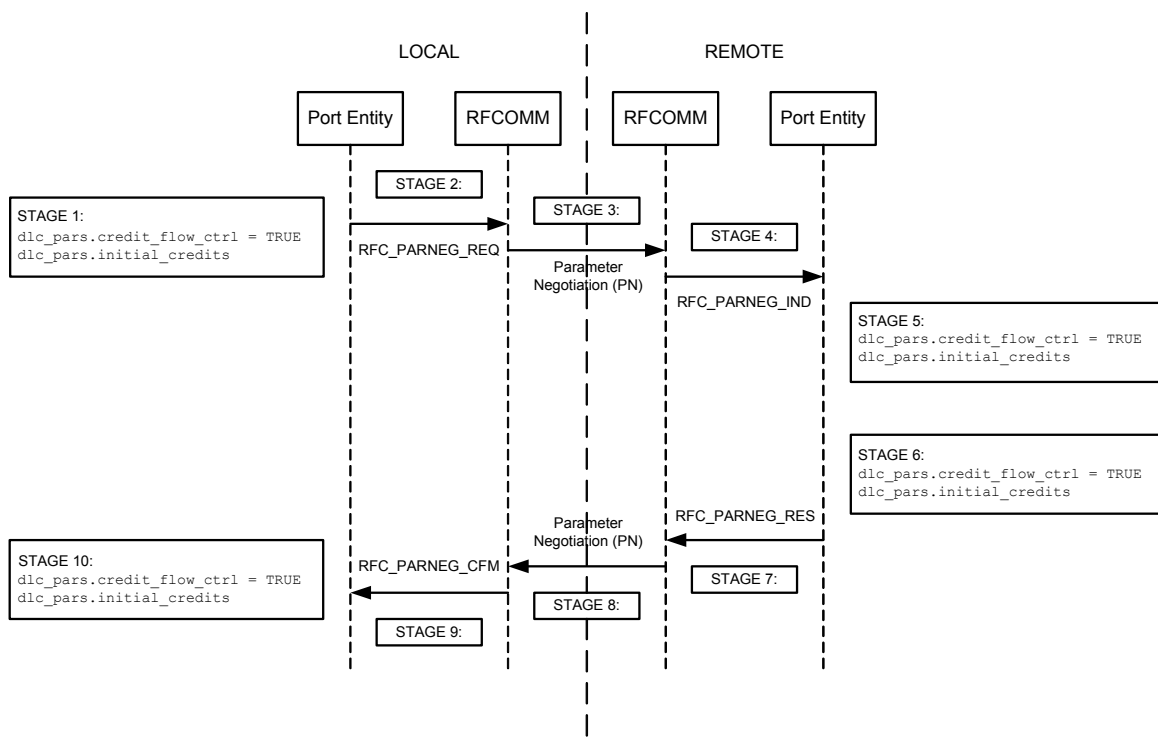 LOCAL
REMOTE
Port Entity
RFCOMM
RFCOMM
Port Entity
STAGE 2:
STAGE 1:
dlc_pars.credit_flow_ctrl = TRUE
dlc_pars.initial_credits
STAGE 3:
RFC_PARNEG_REQ
STAGE 4:
Parameter
Negotiation (PN)
RFC_PARNEG_IND
STAGE 5:
dlc_pars.credit_flow_ctrl = TRUE
dlc_pars.initial_credits
STAGE 6:
dlc_pars.credit_flow_ctrl = TRUE
dlc_pars.initial_credits
RFC_PARNEG_RES
Parameter
Negotiation (PN)
STAGE 10:
dlc_pars.credit_flow_ctrl = TRUE
dlc_pars.initial_credits
RFC_PARNEG_CFM
STAGE 7:
STAGE 8:
STAGE 9: